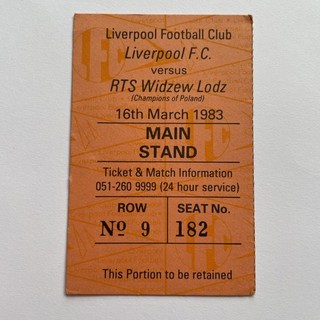 Liverpool Football Club
Liverpool F.C.
versus
RTS Widzew Lodz
(Champions of Poland)
16th March 1983
MAIN
STAND
Ticket & Match Information
051-260 9999 (24 hour service)
ROW SEAT No.
No 9 182
This Portion to be retained